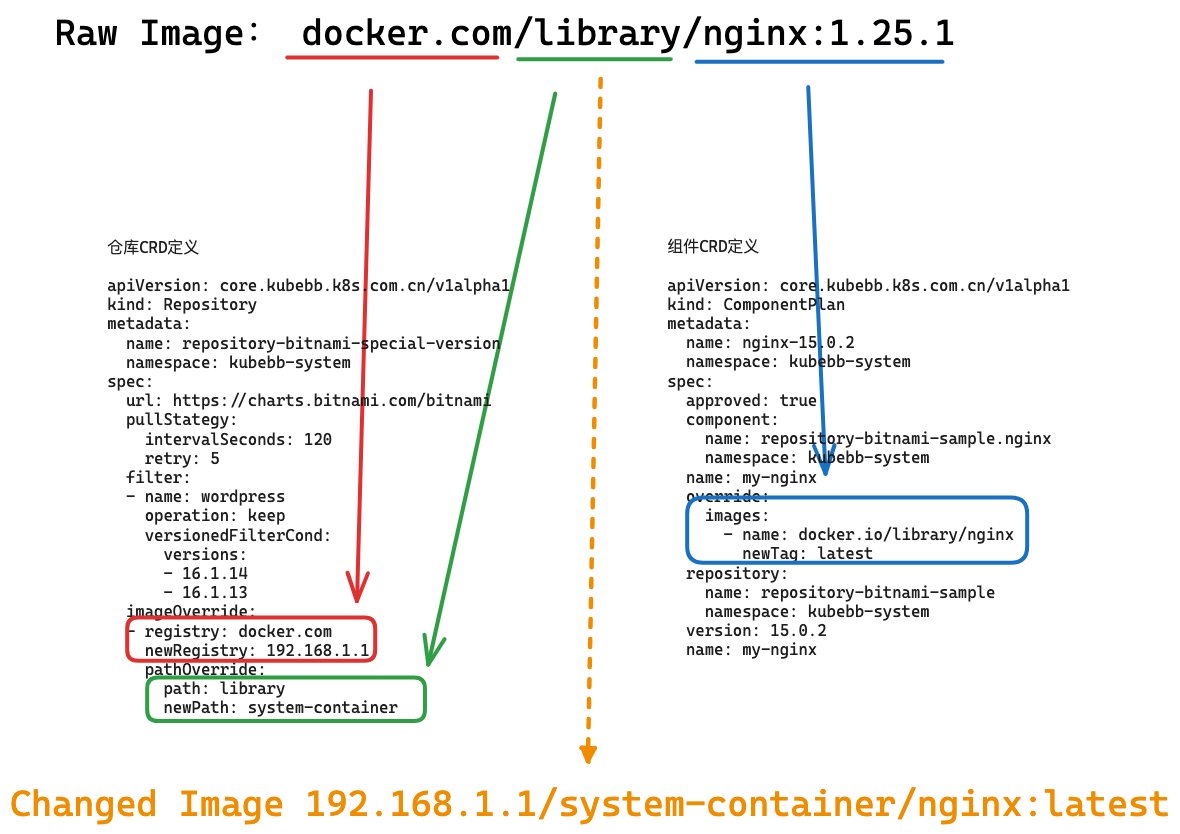 Raw Image: docker.com/library/nginx:1.25.1
仓库CRD定义
apiVersion: core.kubebb.k8s.com.cn/v1alpha1
kind: Repository
metadata:
  name: repository-bitnami-special-version
  namespace: kubebb-system
spec:
  url: https://charts.bitnami.com/bitnami
  pullStategy:
    intervalSeconds: 120
    retry: 5
  filter:
  - name: wordpress
    operation: keep
    versionedFilterCond:
      versions:
      - 16.1.14
      - 16.1.13
  imageOverride:
  - registry: docker.com
    newRegistry: 192.168.1.1
    pathOverride:
      path: library
      newPath: system-container
组件CRD定义
apiVersion: core.kubebb.k8s.com.cn/v1alpha1
kind: ComponentPlan
metadata:
  name: nginx-15.0.2
  namespace: kubebb-system
spec:
  approved: true
  component:
    name: repository-bitnami-sample.nginx
    namespace: kubebb-system
  name: my-nginx
  override:
    images:
      - name: docker.io/library/nginx
        newTag: latest
  repository:
    name: repository-bitnami-sample
    namespace: kubebb-system
  version: 15.0.2
  name: my-nginx
Changed Image 192.168.1.1/system-container/nginx:latest